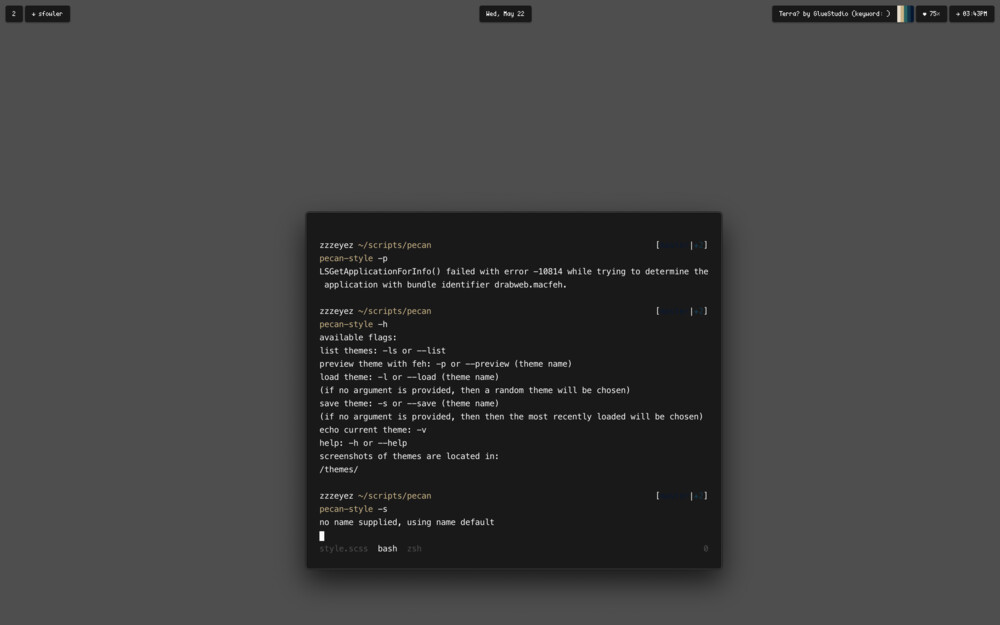 2
sfowler
Wed, May 22
Terra? by GlueStudio (keyword: )
75%
03:43PM
zzzeyez ~/scripts/pecan [ | ]
pecan-style -p
LSGetApplicationForInfo() failed with error -10814 while trying to determine the
application with bundle identifier drabweb.macfeh.
zzzeyez ~/scripts/pecan [ | ]
pecan-style -h
available flags:
list themes: -ls or --list
preview theme with feh: -p or --preview (theme name)
load theme: -l or --load (theme name)
(if no argument is provided, then a random theme will be chosen)
save theme: -s or --save (theme name)
(if no argument is provided, then then the most recently loaded will be chosen)
echo current theme: -v
help: -h or --help
screenshots of themes are located in:
/themes/
zzzeyez ~/scripts/pecan [ | ]
pecan-style -s
no name supplied, using name default
style.scss bash zsh 0